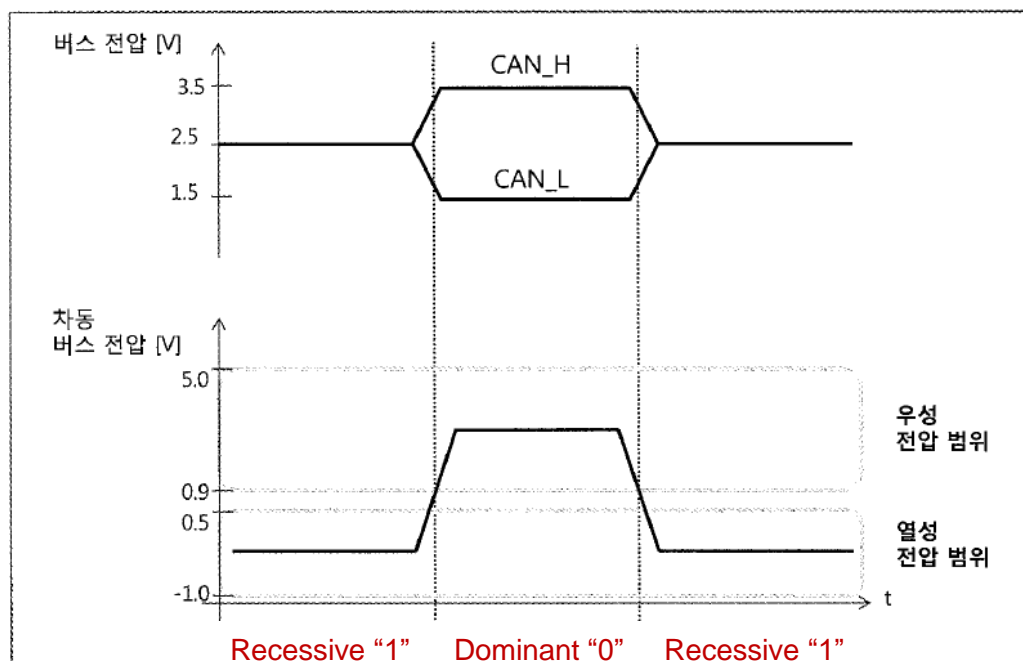 버스 전압 [V]
CAN_H
3.5
2.5
1.5
CAN_L
차동
버스 전압 [V]
5.0
우성
전압 범위
0.9
0.5
열성
전압 범위
-1.0
t
Recessive “1”
Dominant “0”
Recessive “1”